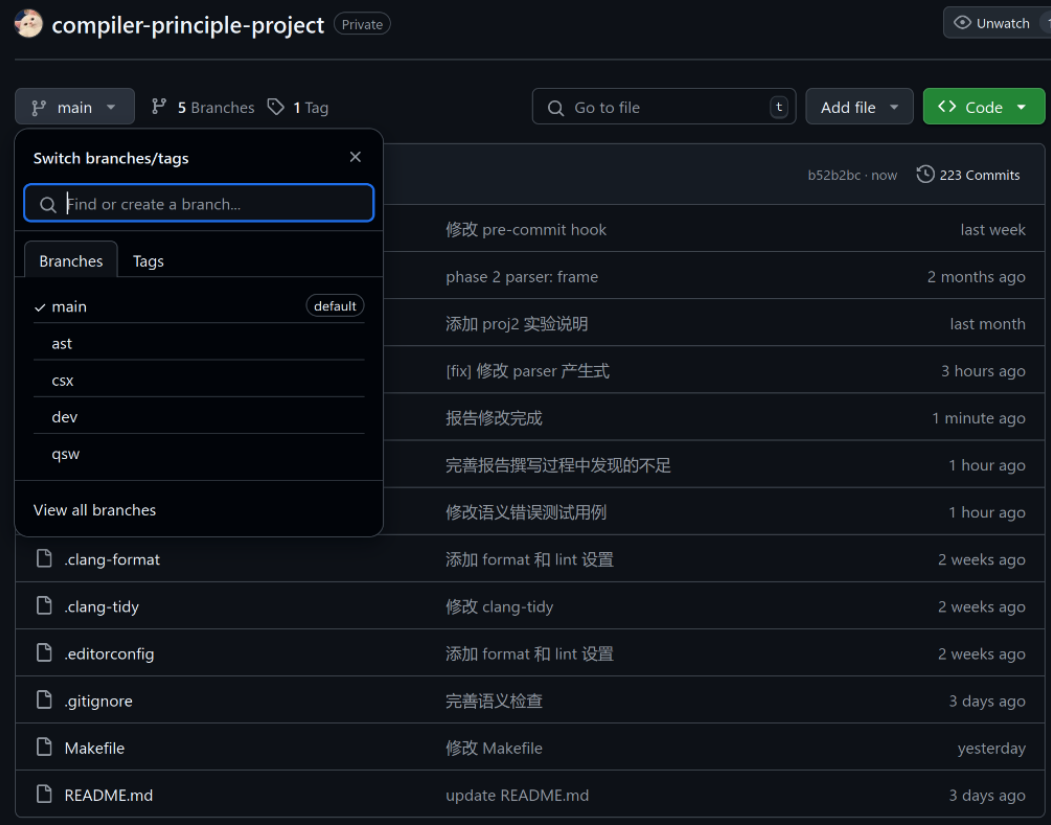 compiler-principle-project Private Unwatch
main 5 Branches 1 Tag Go to file t Add file Code
Switch branches/tags
b52b2bc · now 223 Commits
Find or create a branch...
修改 pre-commit hook last week
Branches Tags
phase 2 parser: frame 2 months ago
main default
添加 proj2 实验说明 last month
ast
csx
[fix] 修改 parser 产生式 3 hours ago
dev
报告修改完成 1 minute ago
qsw
完善报告撰写过程中发现的不足 1 hour ago
View all branches
修改语义错误测试用例 1 hour ago
.clang-format 添加 format 和 lint 设置 2 weeks ago
.clang-tidy 修改 clang-tidy 2 weeks ago
.editorconfig 添加 format 和 lint 设置 2 weeks ago
.gitignore 完善语义检查 3 days ago
Makefile 修改 Makefile yesterday
README.md update README.md 3 days ago